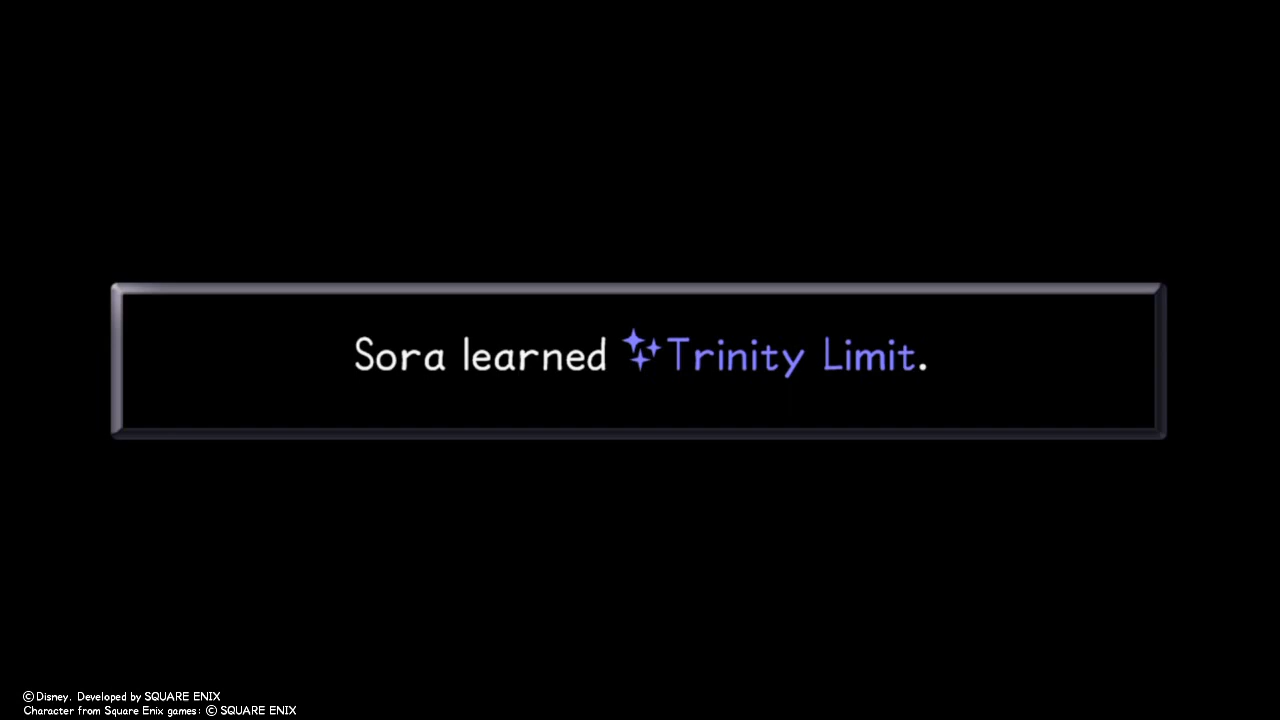 Sora learned Trinity Limit.
©Disney. Developed by SQUARE ENIX
Character from Square Enix games: © SQUARE ENIX